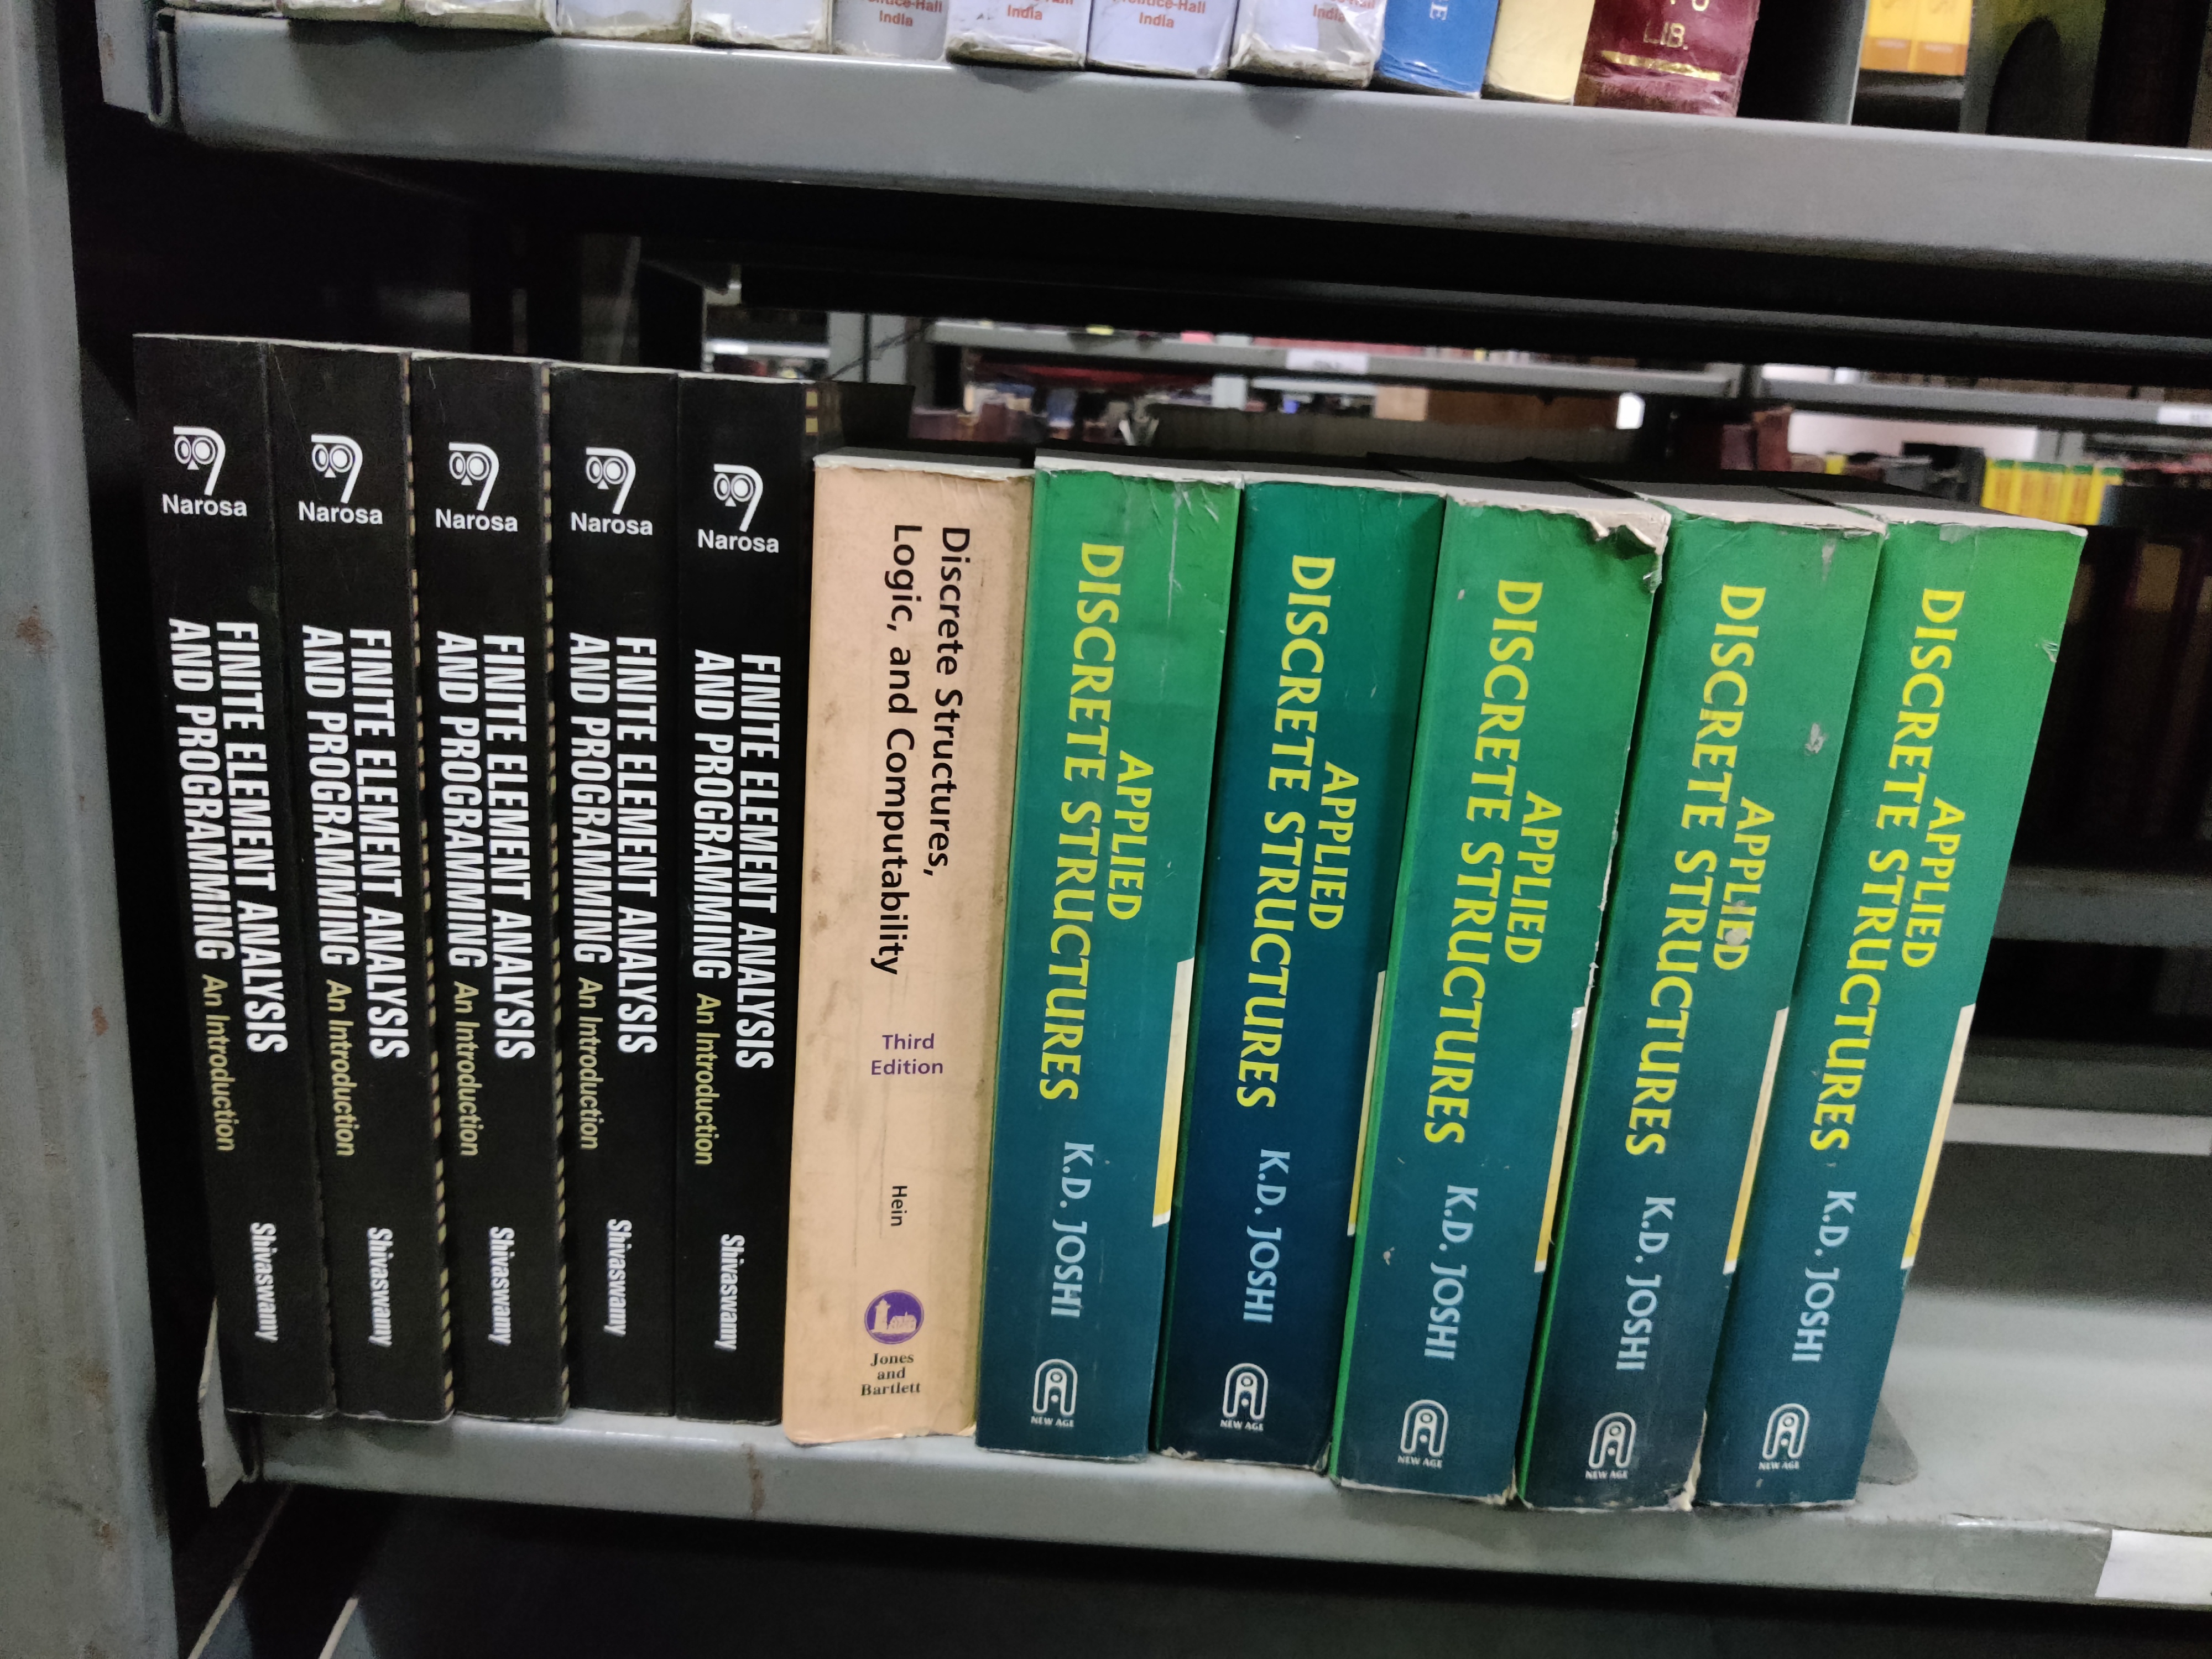 India
India
Prentice-Hall
India
India
E
LIB.
Narosa
FINITE ELEMENT ANALYSIS
AND PROGRAMMING An Introduction
Shivaswamy
Narosa
FINITE ELEMENT ANALYSIS
AND PROGRAMMING An Introduction
Shivaswamy
Narosa
FINITE ELEMENT ANALYSIS
AND PROGRAMMING An Introduction
Shivaswamy
Narosa
FINITE ELEMENT ANALYSIS
AND PROGRAMMING An Introduction
Shivaswamy
Narosa
FINITE ELEMENT ANALYSIS
AND PROGRAMMING An Introduction
Shivaswamy
Discrete Structures,
Logic, and Computability
Third
Edition
Hein
Jones
and
Bartlett
APPLIED
DISCRETE STRUCTURES
K.D. JOSHI
NEW AGE
APPLIED
DISCRETE STRUCTURES
K.D. JOSHI
NEW AGE
APPLIED
DISCRETE STRUCTURES
K.D. JOSHI
NEW AGE
APPLIED
DISCRETE STRUCTURES
K.D. JOSHI
NEW AGE
APPLIED
DISCRETE STRUCTURES
K.D. JOSHI
NEW AGE